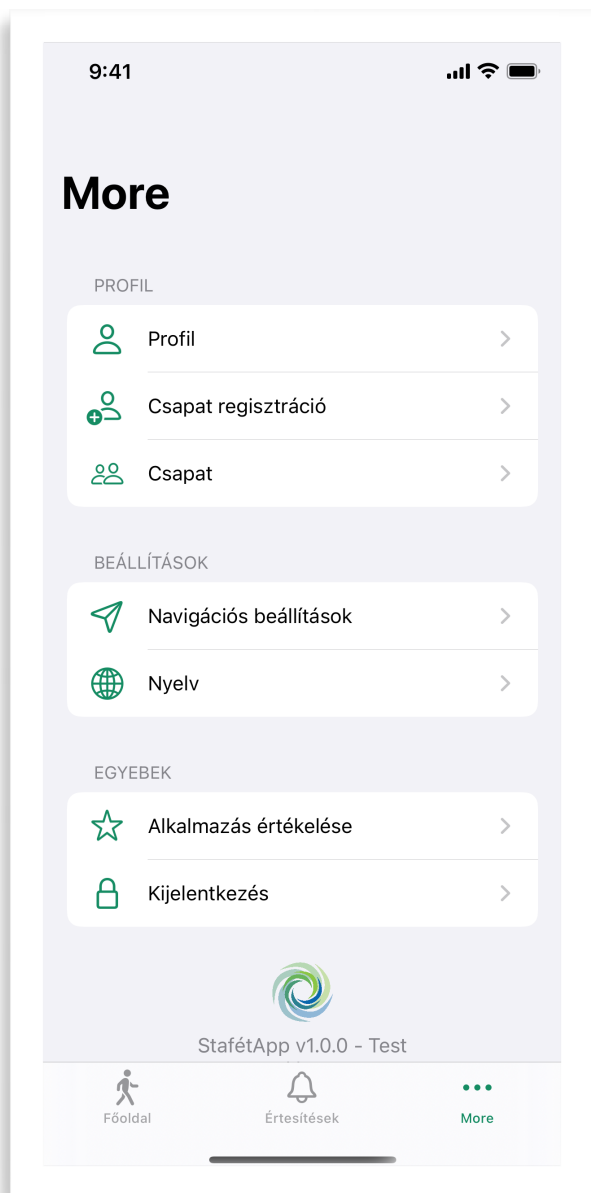 9:41
More
PROFIL
Profil
Csapat regisztráció
Csapat
BEÁLLÍTÁSOK
Navigációs beállítások
Nyelv
EGYEBEK
Alkalmazás értékelése
Kijelentkezés
StafétApp v1.0.0 - Test
Főoldal
Értesítések
More